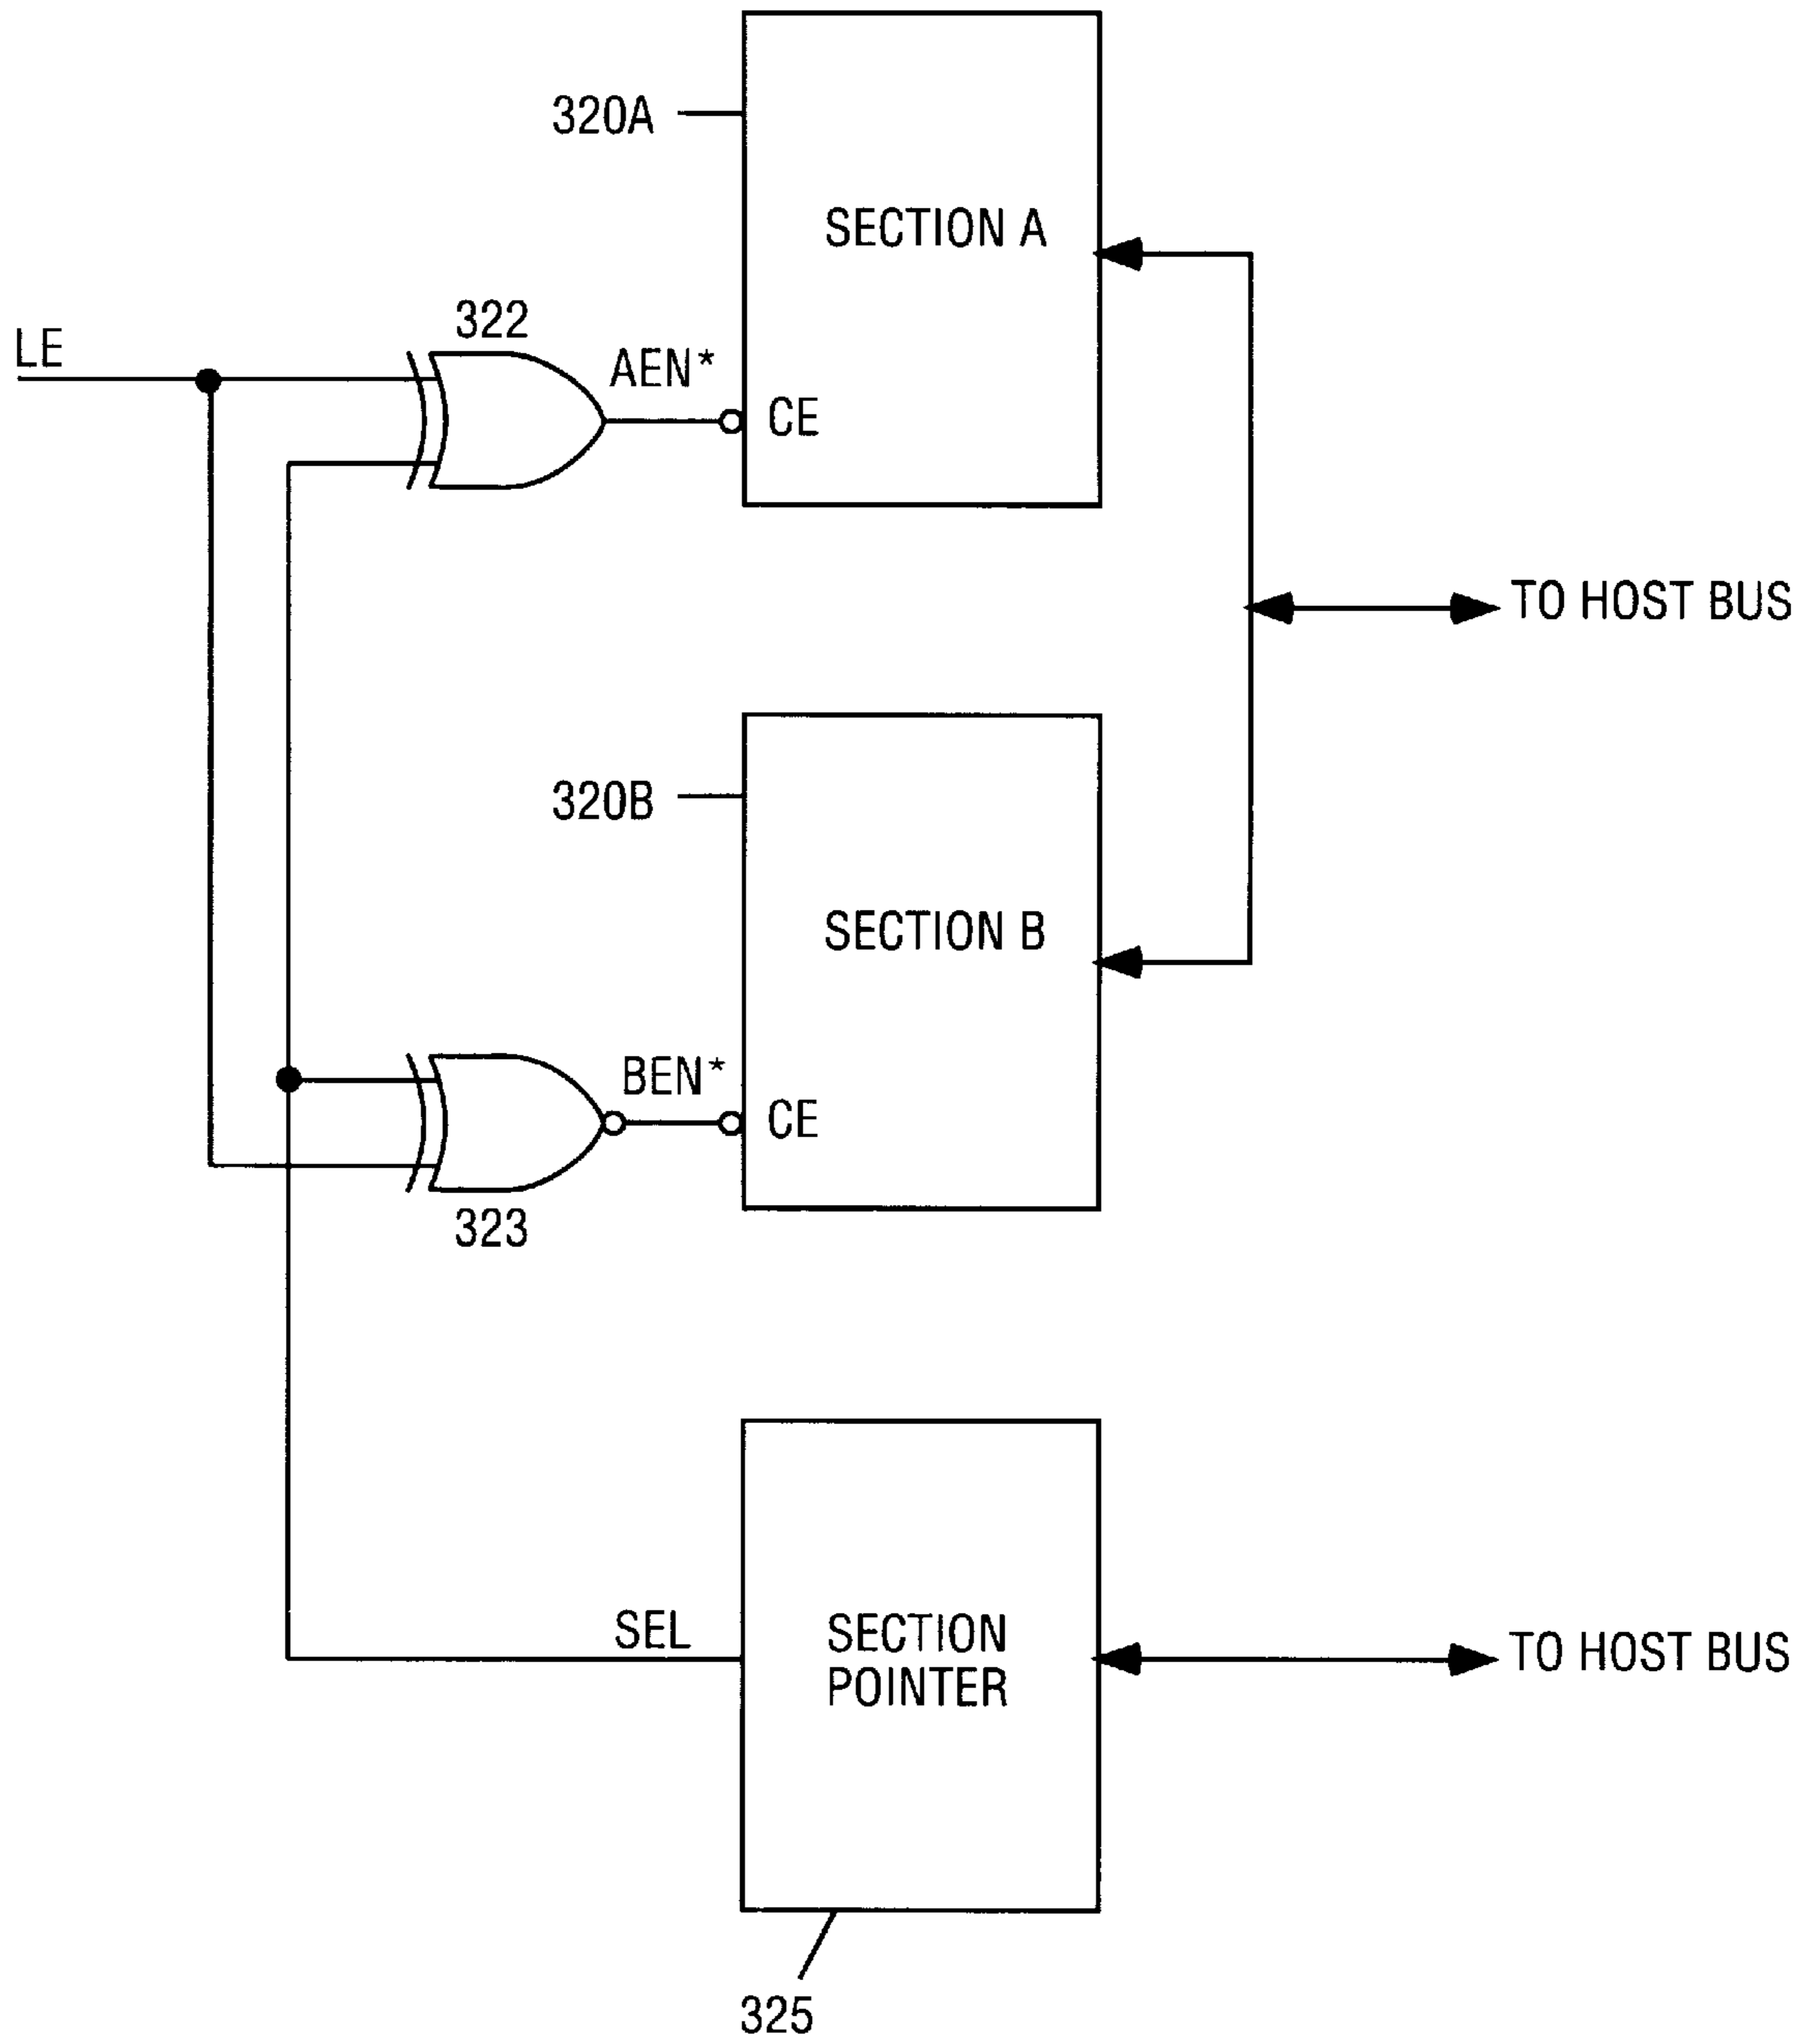 320A
SECTION A
322
LE
AEN*
CE
TO HOST BUS
320B
SECTION B
BEN*
CE
323
SEL
SECTION
POINTER
TO HOST BUS
325